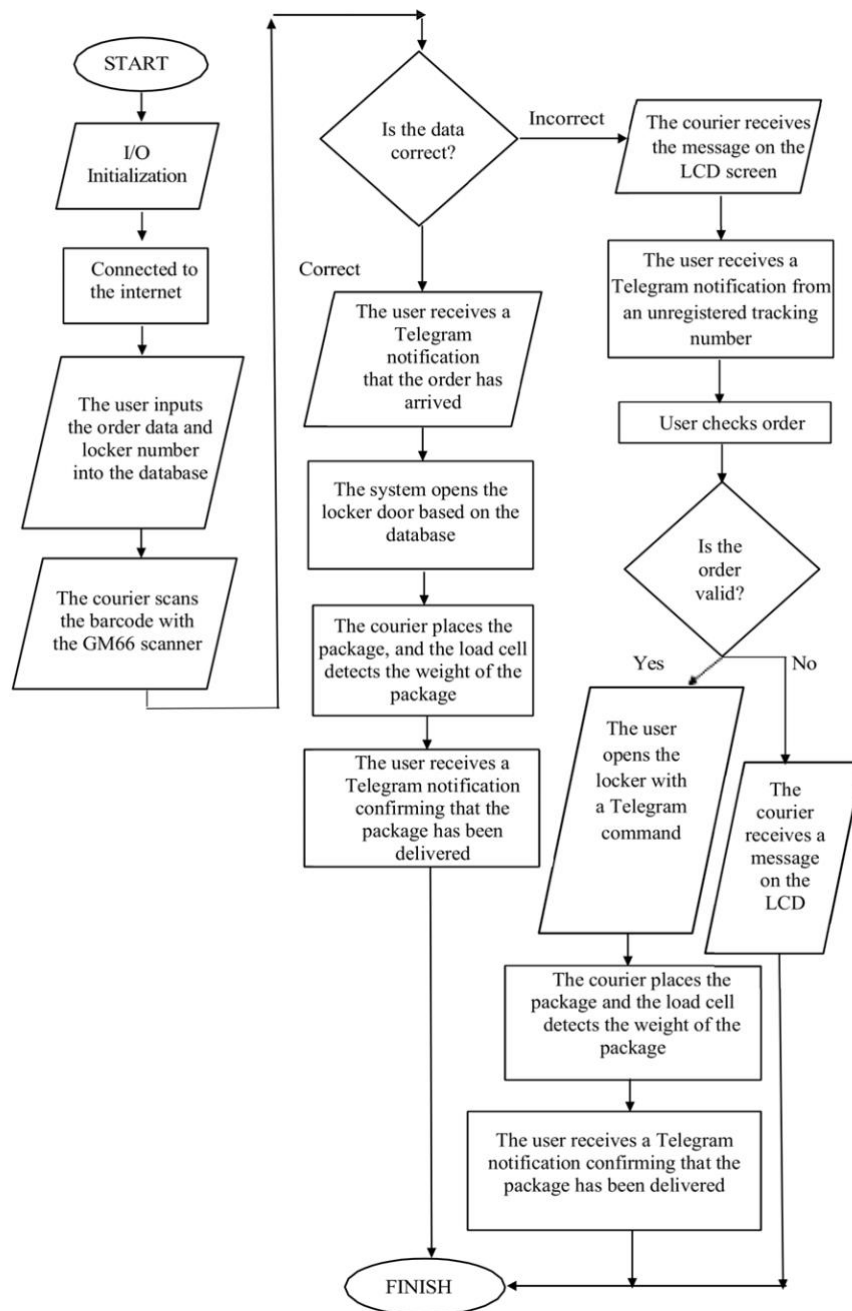 START
I/O
Initialization
Connected to
the internet
The user inputs
the order data and
locker number
into the database
The courier scans
the barcode with
the GM66 scanner
Is the data
correct?
Incorrect
Correct
The user receives a
Telegram
notification
that the order has
arrived
The system opens the
locker door based on the
database
The courier places the
package, and the load cell
detects the weight of the
package
The user receives a
Telegram notification
confirming that the
package has been
delivered
The courier receives
the message on the
LCD screen
The user receives a
Telegram notification from
an unregistered tracking
number
User checks order
Is the
order
valid?
Yes
No
The user
opens the
locker with
a Telegram
command
The
courier
receives a
message
on the
LCD
The courier places the
package and the load cell
detects the weight of the
package
The user receives a Telegram
notification confirming that the
package has been delivered
FINISH